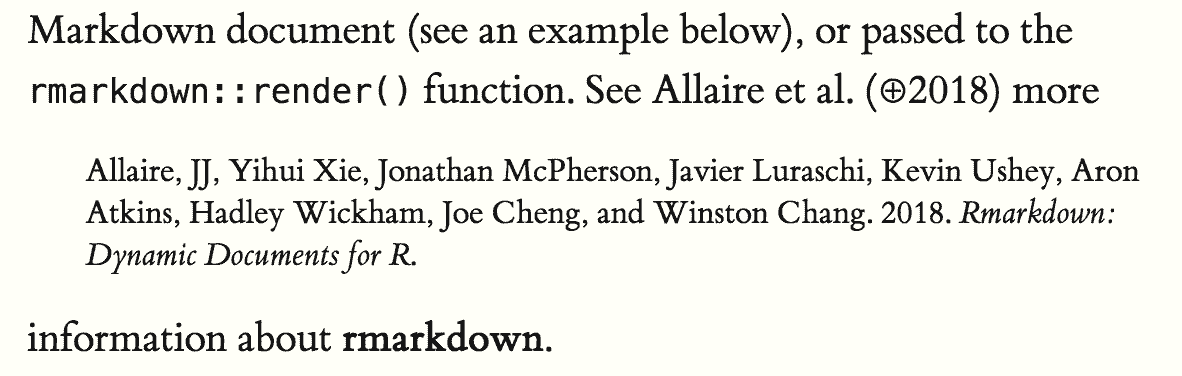 Markdown document (see an example below), or passed to the
rmarkdown::render() function. See Allaire et al. (⊕2018) more
Allaire, JJ, Yihui Xie, Jonathan McPherson, Javier Luraschi, Kevin Ushey, Aron
Atkins, Hadley Wickham, Joe Cheng, and Winston Chang. 2018. Rmarkdown:
Dynamic Documents for R.
information about rmarkdown.